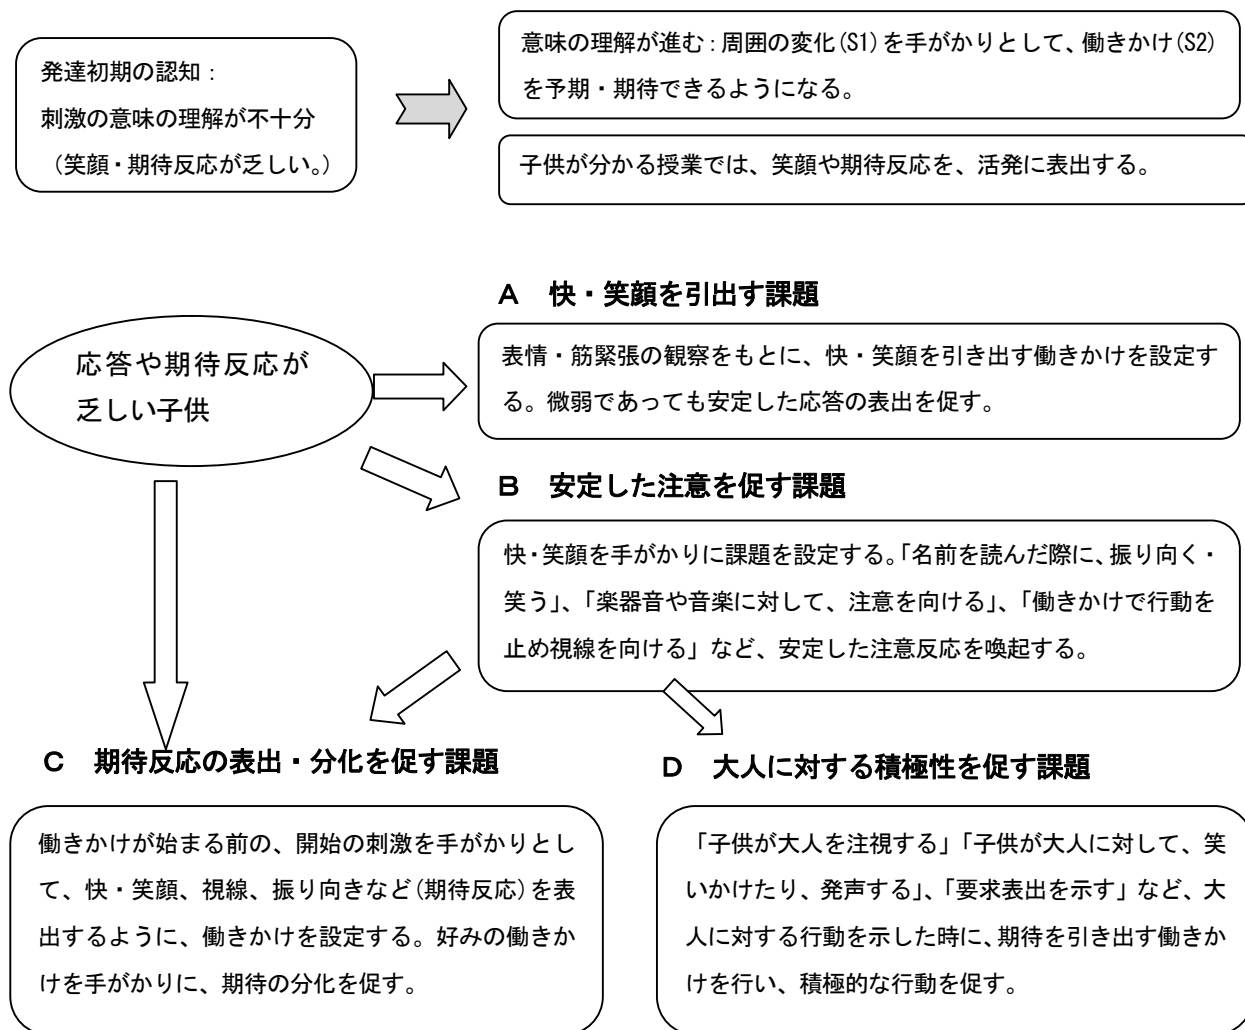 発達初期の認知：
刺激の意味の理解が不十分
（笑顔・期待反応が乏しい。）
意味の理解が進む：周囲の変化(S1)を手がかりとして、働きかけ(S2)
を予期・期待できるようになる。
子供が分かる授業では、笑顔や期待反応を、活発に表出する。
A　快・笑顔を引出す課題
応答や期待反応が
乏しい子供
表情・筋緊張の観察をもとに、快・笑顔を引き出す働きかけを設定す
る。微弱であっても安定した応答の表出を促す。
B　安定した注意を促す課題
快・笑顔を手がかりに課題を設定する。「名前を読んだ際に、振り向く・
笑う」、「楽器音や音楽に対して、注意を向ける」、「働きかけで行動を
止め視線を向ける」など、安定した注意反応を喚起する。
C　期待反応の表出・分化を促す課題
働きかけが始まる前の、開始の刺激を手がかりとし
て、快・笑顔、視線、振り向きなど(期待反応)を表
出するように、働きかけを設定する。好みの働きか
けを手がかりに、期待の分化を促す。
D　大人に対する積極性を促す課題
「子供が大人を注視する」「子供が大人に対して、笑
いかけたり、発声する」、「要求表出を示す」など、大
人に対する行動を示した時に、期待を引き出す働きか
けを行い、積極的な行動を促す。